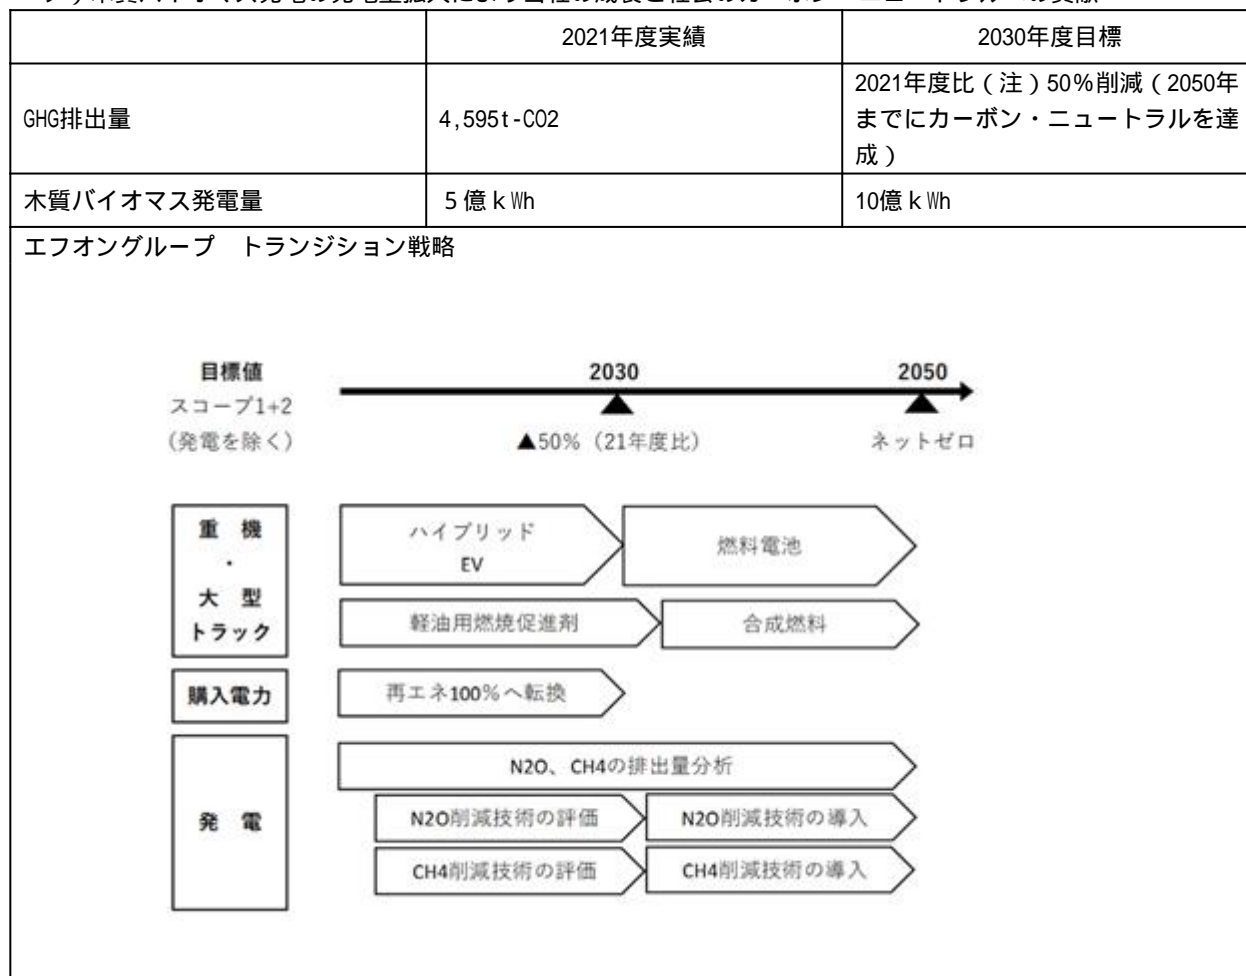 2021年度実績
2030年度目標
GHG排出量
4,595t-CO2
2021年度比（注）50％削減（2050年
までにカーボン・ニュートラルを達
成）
木質バイオマス発電量
５億ｋWh
10億ｋWh
エフオングループ　トランジション戦略
目標値
スコープ1+2
(発電を除く)
2030
2050
▲50%（21年度比）
ネットゼロ
重　機
・
大　型
トラック
ハイブリッド
EV
燃料電池
軽油用燃焼促進剤
合成燃料
購入電力
再エネ100％へ転換
発　電
N2O、CH4の排出量分析
N2O削減技術の評価
N2O削減技術の導入
CH4削減技術の評価
CH4削減技術の導入